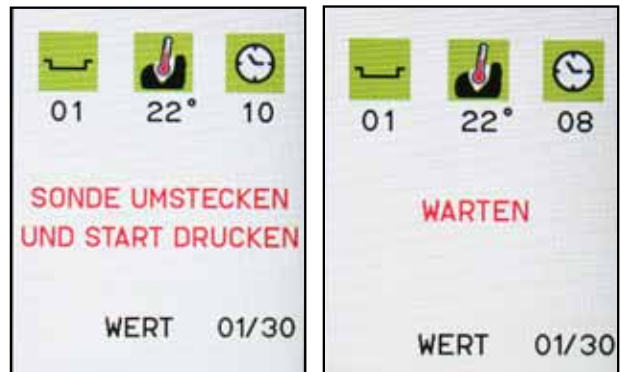 01 22° 10
SONDE UMSTECKEN
UND START DRUCKEN
WERT 01/30
01 22° 08
WARTEN
WERT 01/30